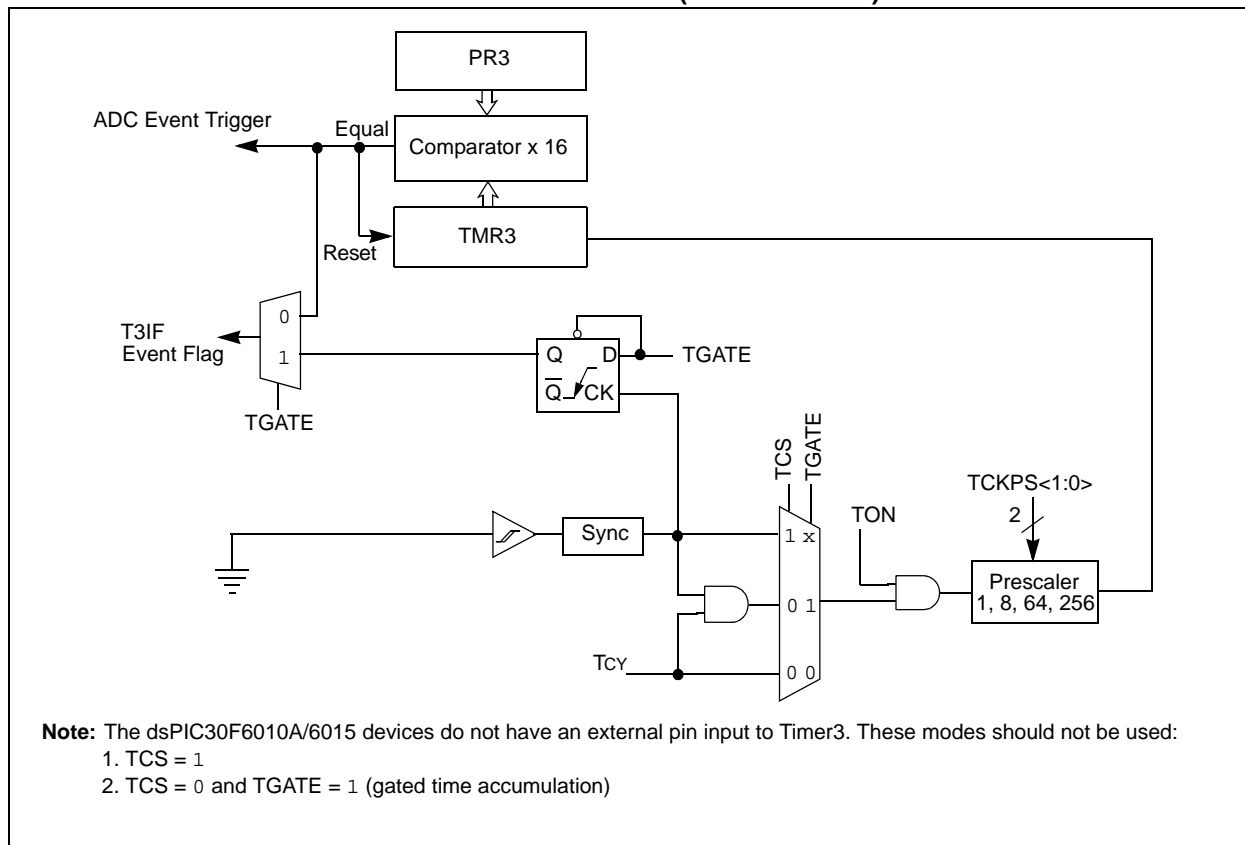 PR3
ADC Event Trigger
Equal
Comparator x 16
TMR3
Reset
0
1
T3IF
Event Flag
TGATE
Q D
Q̅ CK
TGATE
TCS
TGATE
TCKPS<1:0>
2
TON
Sync
1 x
Prescaler
1, 8, 64, 256
0 1
TCY
0 0
Note: The dsPIC30F6010A/6015 devices do not have an external pin input to Timer3. These modes should not be used:
1. TCS = 1
2. TCS = 0 and TGATE = 1 (gated time accumulation)